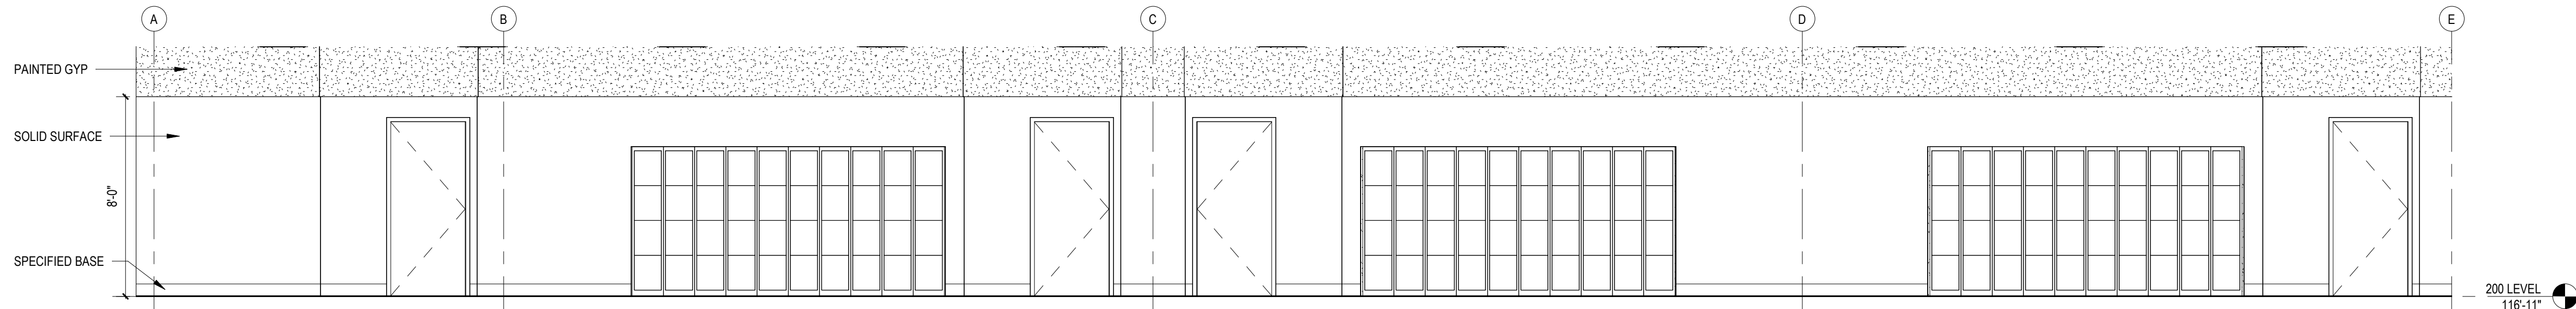 A B C D E
PAINTED GYP
SOLID SURFACE
8'-0"
SPECIFIED BASE
200 LEVEL
116'-11"